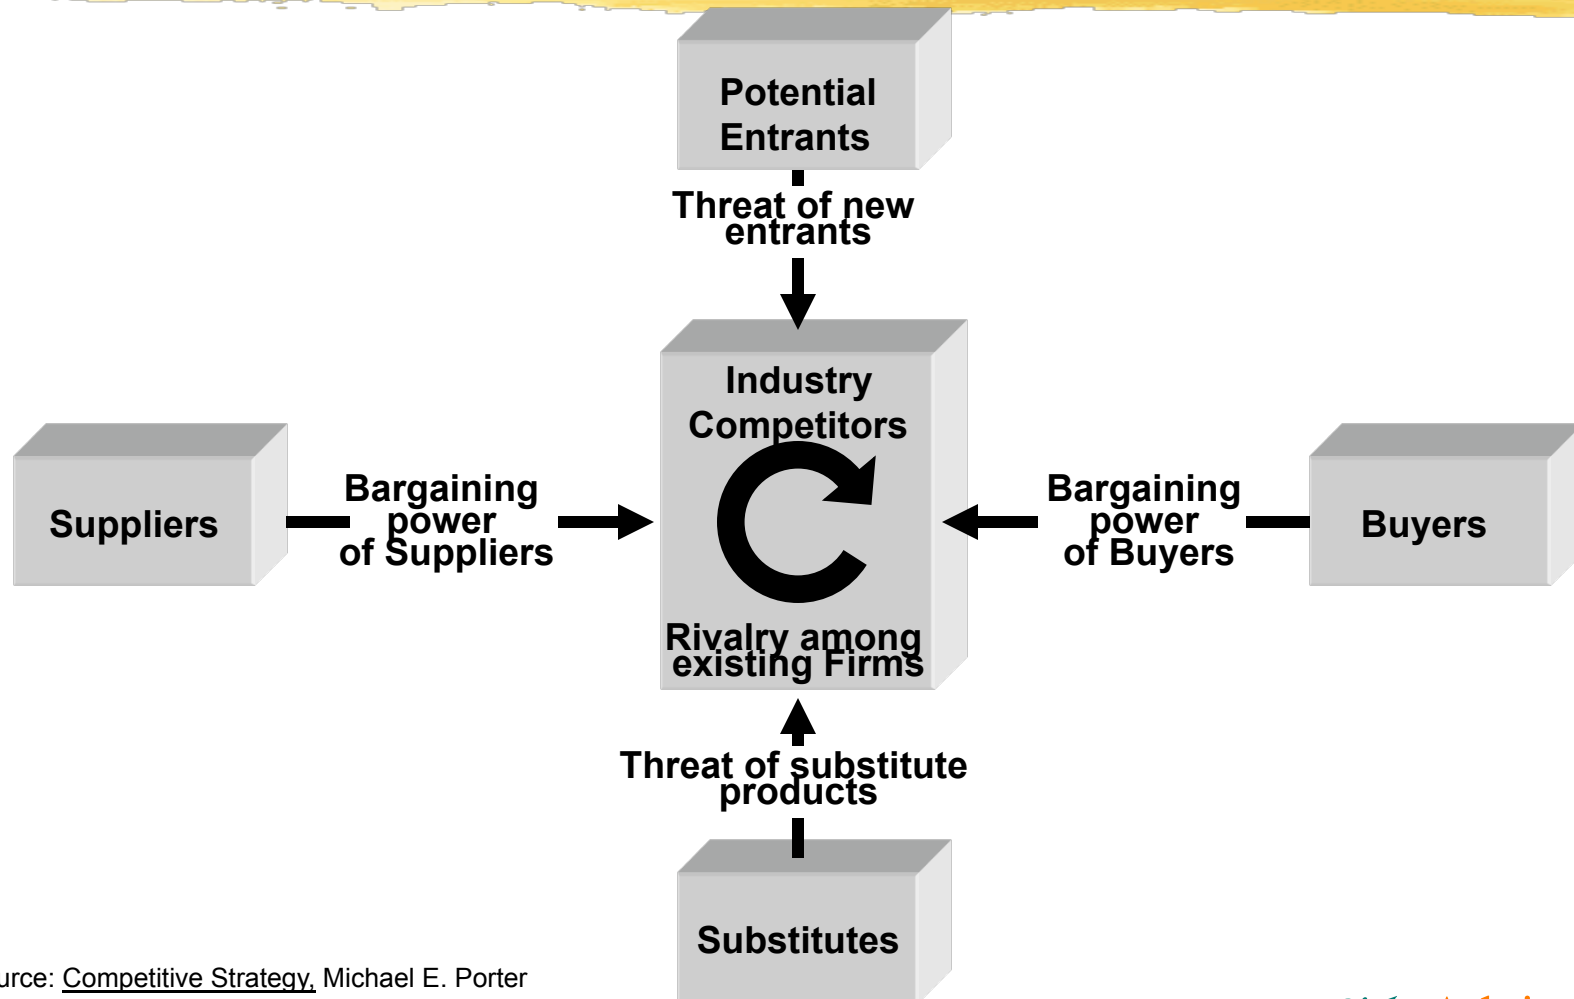 Potential
Entrants
Threat of new
entrants
Industry
Competitors
Suppliers
Bargaining
power
of Suppliers
Bargaining
power
of Buyers
Buyers
Rivalry among
existing Firms
Threat of substitute
products
Substitutes
urce: Competitive Strategy, Michael E. Porter